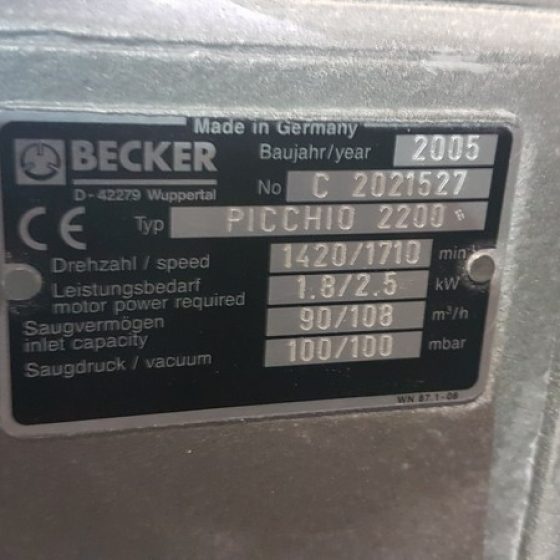 Made in Germany
BECKER
Baujahr/year 2005
D-42279 Wuppertal
No C 2021527
CE Typ PICCHIO 2200
Drehzahl / speed 1420/1710 min
Leistungsbedarf
motor power required 1.8/2.5 kW
Saugvermögen
inlet capacity 90/108 m³/h
Saugdruck / vacuum 100/100 mbar
WN 87.1-08